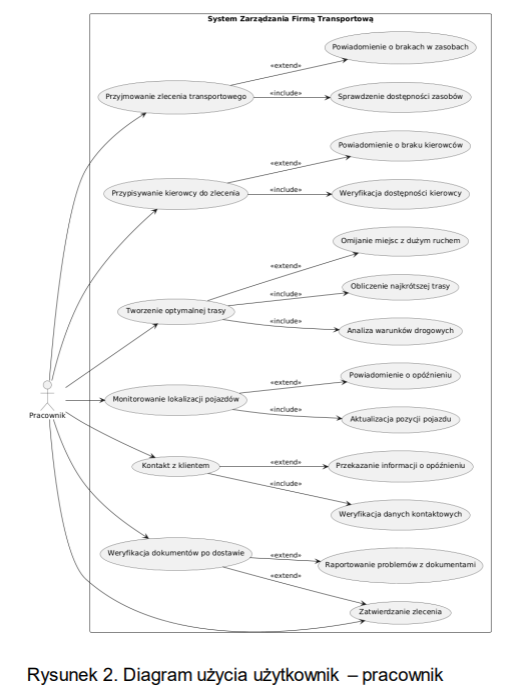 System Zarządzania Firmą Transportową
Powiadomienie o brakach w zasobach
«extend»
Przyjmowanie zlecenia transportowego
«include»
Sprawdzenie dostępności zasobów
Powiadomienie o braku kierowców
«extend»
Przypisywanie kierowcy do zlecenia
«include»
Weryfikacja dostępności kierowcy
Omijanie miejsc z dużym ruchem
«extend»
Obliczenie najkrótszej trasy
«include»
Tworzenie optymalnej trasy
«include»
Analiza warunków drogowych
Powiadomienie o opóźnieniu
«extend»
Monitorowanie lokalizacji pojazdów
«include»
Aktualizacja pozycji pojazdu
Pracownik
Kontakt z klientem
«extend»
Przekazanie informacji o opóźnieniu
«include»
Weryfikacja danych kontaktowych
Weryfikacja dokumentów po dostawie
«extend»
Raportowanie problemów z dokumentami
«extend»
Zatwierdzanie zlecenia
Rysunek 2. Diagram użycia użytkownik – pracownik